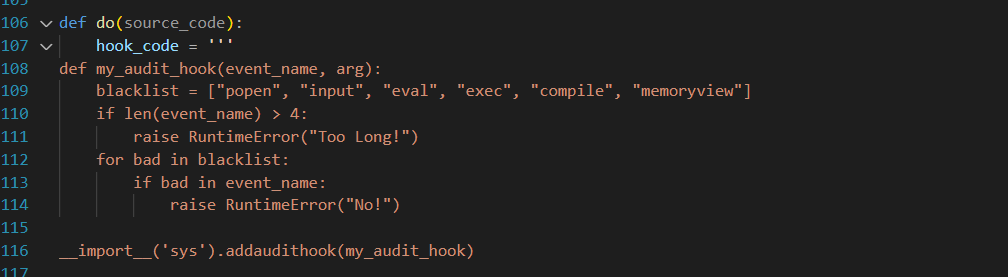 105
106 def do(source_code):
107     hook_code = '''
108 def my_audit_hook(event_name, arg):
109     blacklist = ["popen", "input", "eval", "exec", "compile", "memoryview"]
110     if len(event_name) > 4:
111         raise RuntimeError("Too Long!")
112     for bad in blacklist:
113         if bad in event_name:
114             raise RuntimeError("No!")
115
116 __import__('sys').addaudithook(my_audit_hook)
117